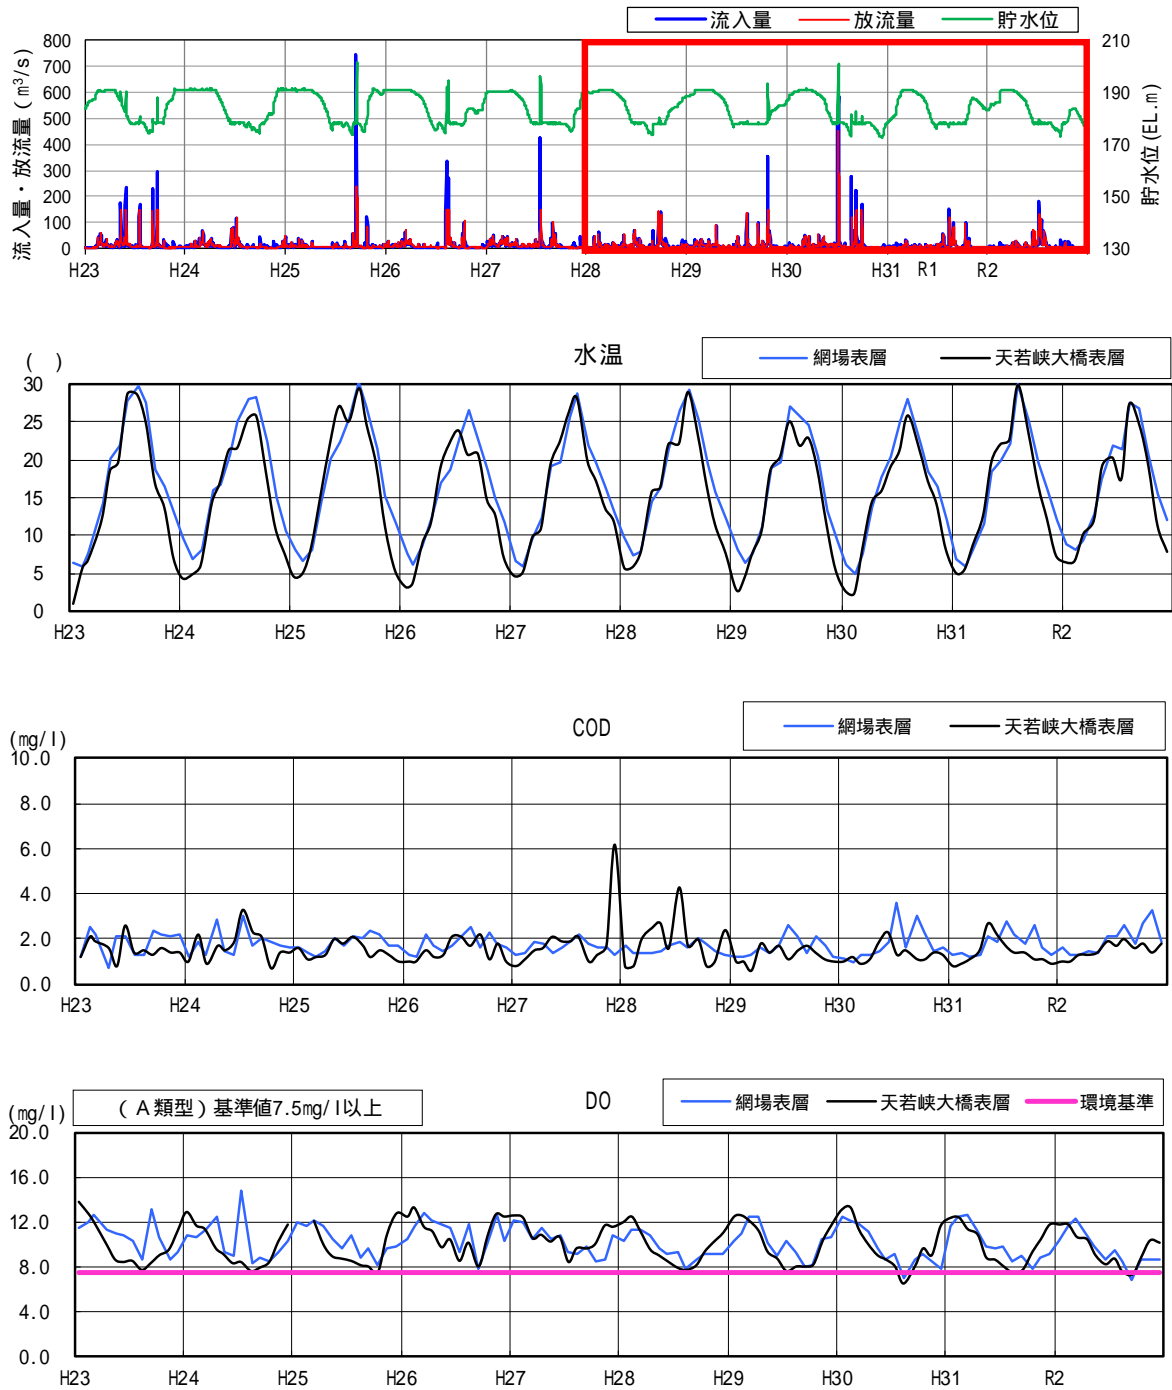 流入量 放流量 貯水位
流入量・放流量（㎥/s）
800
700
600
500
400
300
200
100
0
210
190
170
150
130
貯水位(EL.m)
H23 H24 H25 H26 H27 H28 H29 H30 H31 R1 R2
水温
網場表層 天若峡大橋表層
( )
30
25
20
15
10
5
0
H23 H24 H25 H26 H27 H28 H29 H30 H31 R2
COD
網場表層 天若峡大橋表層
(mg/l)
10.0
8.0
6.0
4.0
2.0
0.0
H23 H24 H25 H26 H27 H28 H29 H30 H31 R2
DO
（A類型）基準値7.5mg/l以上
網場表層 天若峡大橋表層 環境基準
(mg/l)
20.0
16.0
12.0
8.0
4.0
0.0
H23 H24 H25 H26 H27 H28 H29 H30 H31 R2